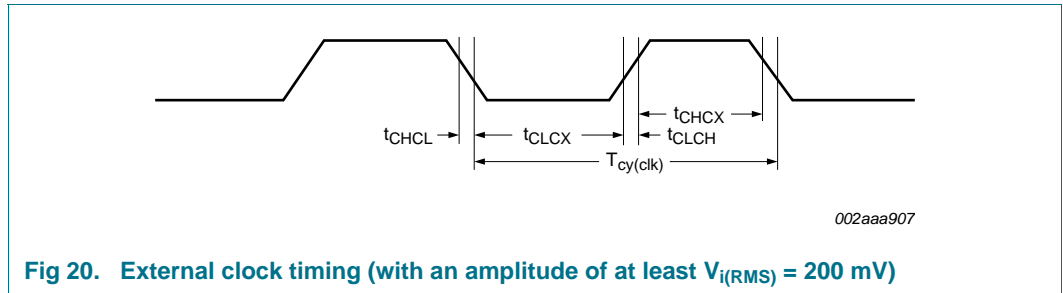 tCHCX
tCHCL tCLCX tCLCH
Tcy(clk)
002aaa907
Fig 20. External clock timing (with an amplitude of at least Vi(RMS) = 200 mV)